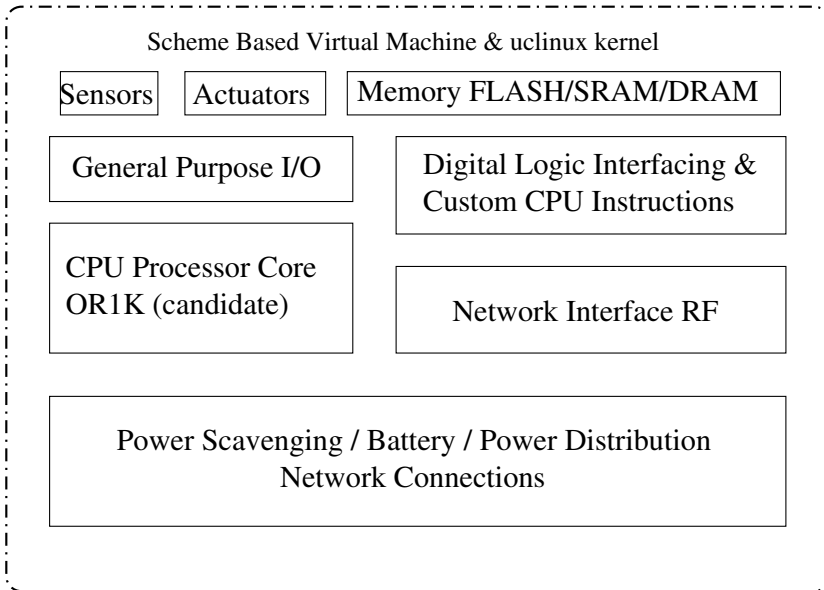 Scheme Based Virtual Machine & uclinux kernel
Sensors
Actuators
Memory FLASH/SRAM/DRAM
General Purpose I/O
Digital Logic Interfacing &
Custom CPU Instructions
CPU Processor Core
OR1K (candidate)
Network Interface RF
Power Scavenging / Battery / Power Distribution
Network Connections